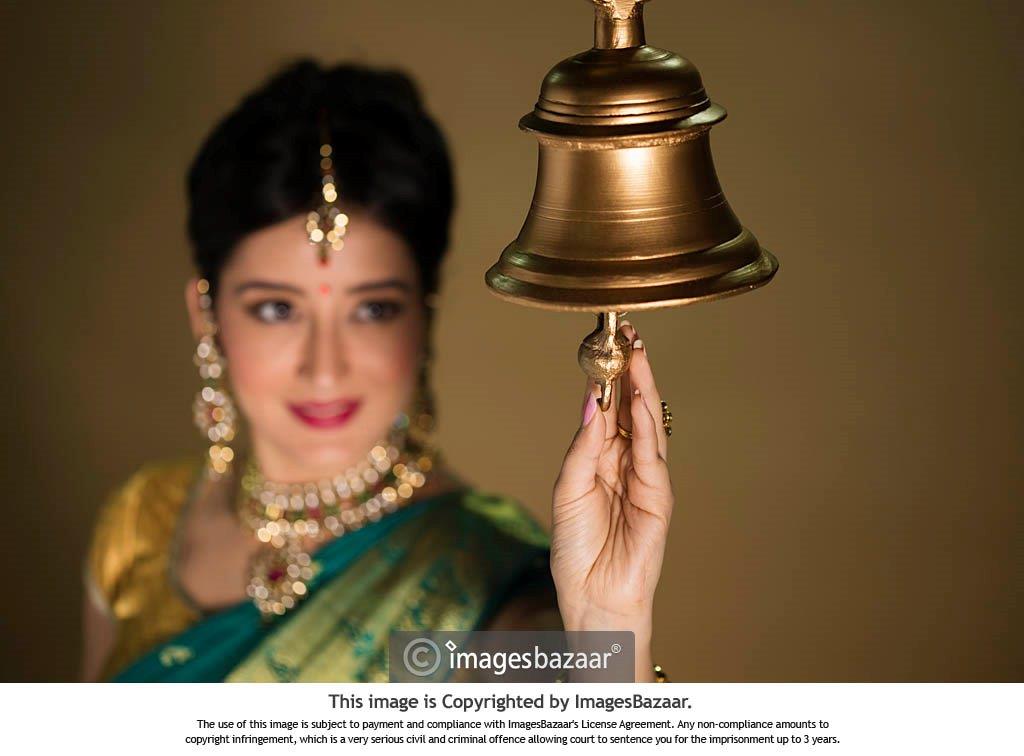 © imagesbazaar®
This image is Copyrighted by ImagesBazaar.
The use of this image is subject to payment and compliance with ImagesBazaar's License Agreement. Any non-compliance amounts to
copyright infringement, which is a very serious civil and criminal offence allowing court to sentence you for the imprisonment up to 3 years.